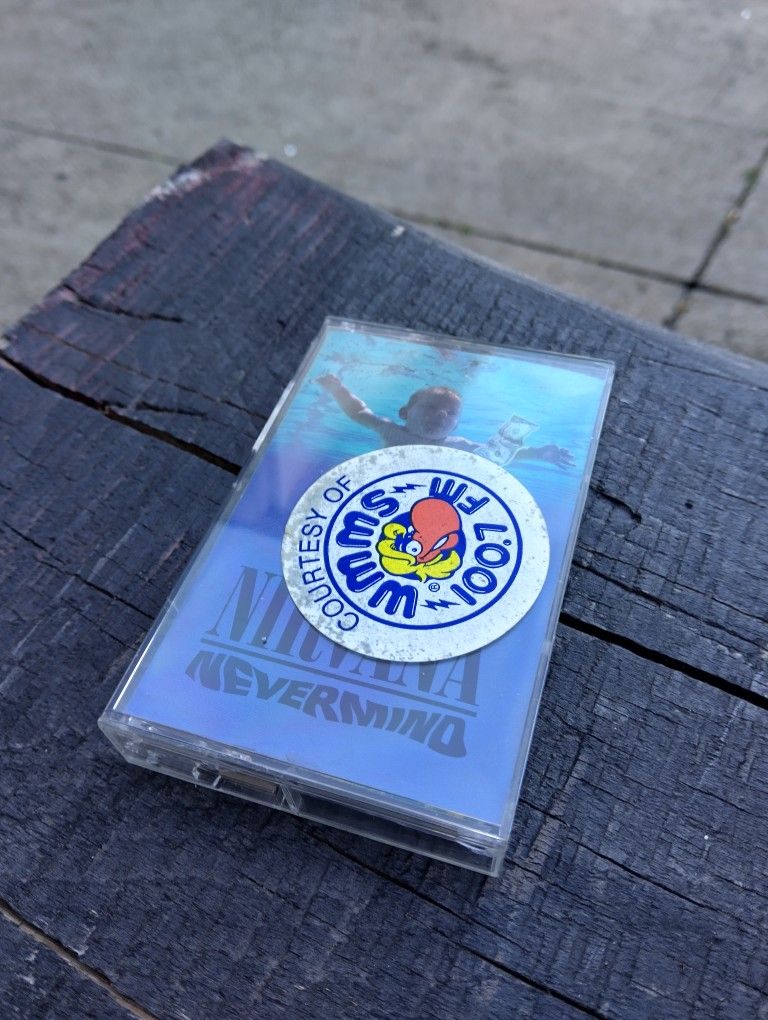 COURTESY OF
WMMS FM 100.7
©
NIRVANA
NEVERMIND